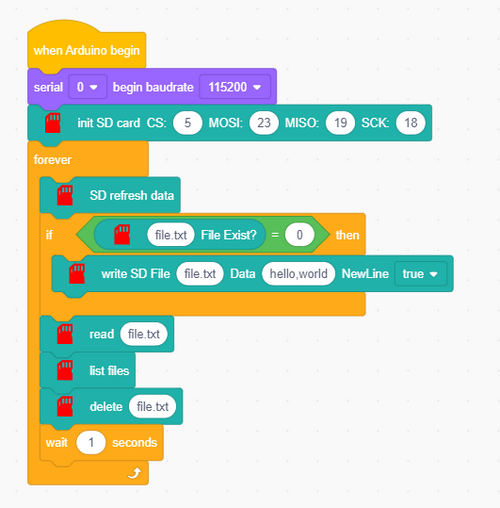 when Arduino begin
serial 0 begin baudrate 115200
init SD card CS: 5 MOSI: 23 MISO: 19 SCK: 18
forever
SD refresh data
if file.txt File Exist? = 0 then
write SD File file.txt Data hello,world NewLine true
read file.txt
list files
delete file.txt
wait 1 seconds